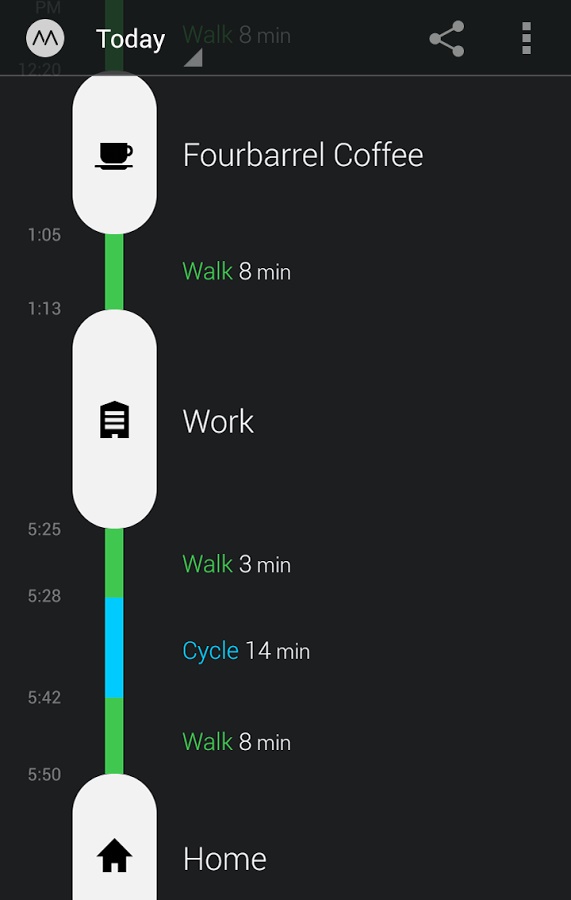 PM
Today
Walk 8 min
12:20
Fourbarrel Coffee
1:05
Walk 8 min
1:13
Work
5:25
Walk 3 min
5:28
Cycle 14 min
5:42
Walk 8 min
5:50
Home